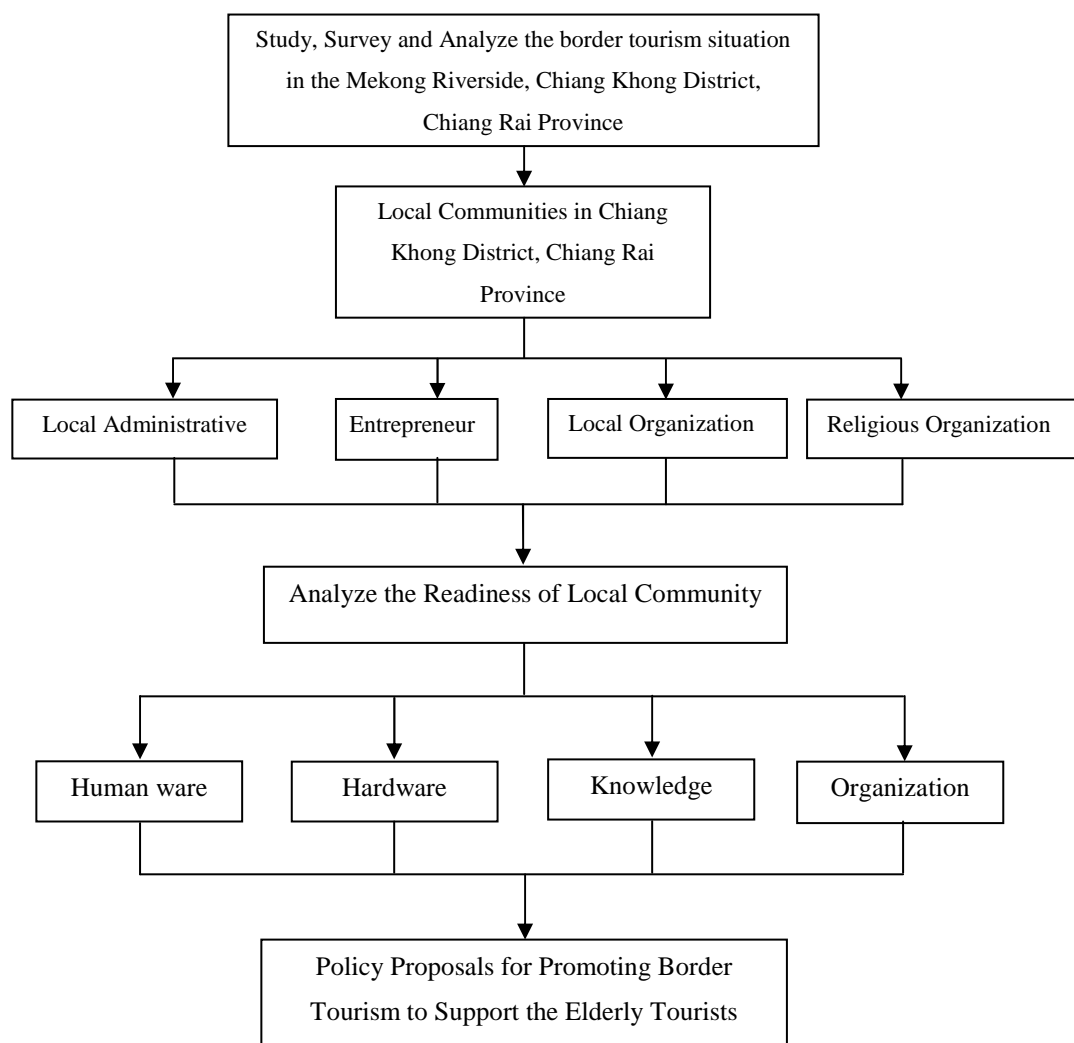 Study, Survey and Analyze the border tourism situation
in the Mekong Riverside, Chiang Khong District,
Chiang Rai Province
Local Communities in Chiang
Khong District, Chiang Rai
Province
Local Administrative
Entrepreneur
Local Organization
Religious Organization
Analyze the Readiness of Local Community
Human ware
Hardware
Knowledge
Organization
Policy Proposals for Promoting Border
Tourism to Support the Elderly Tourists